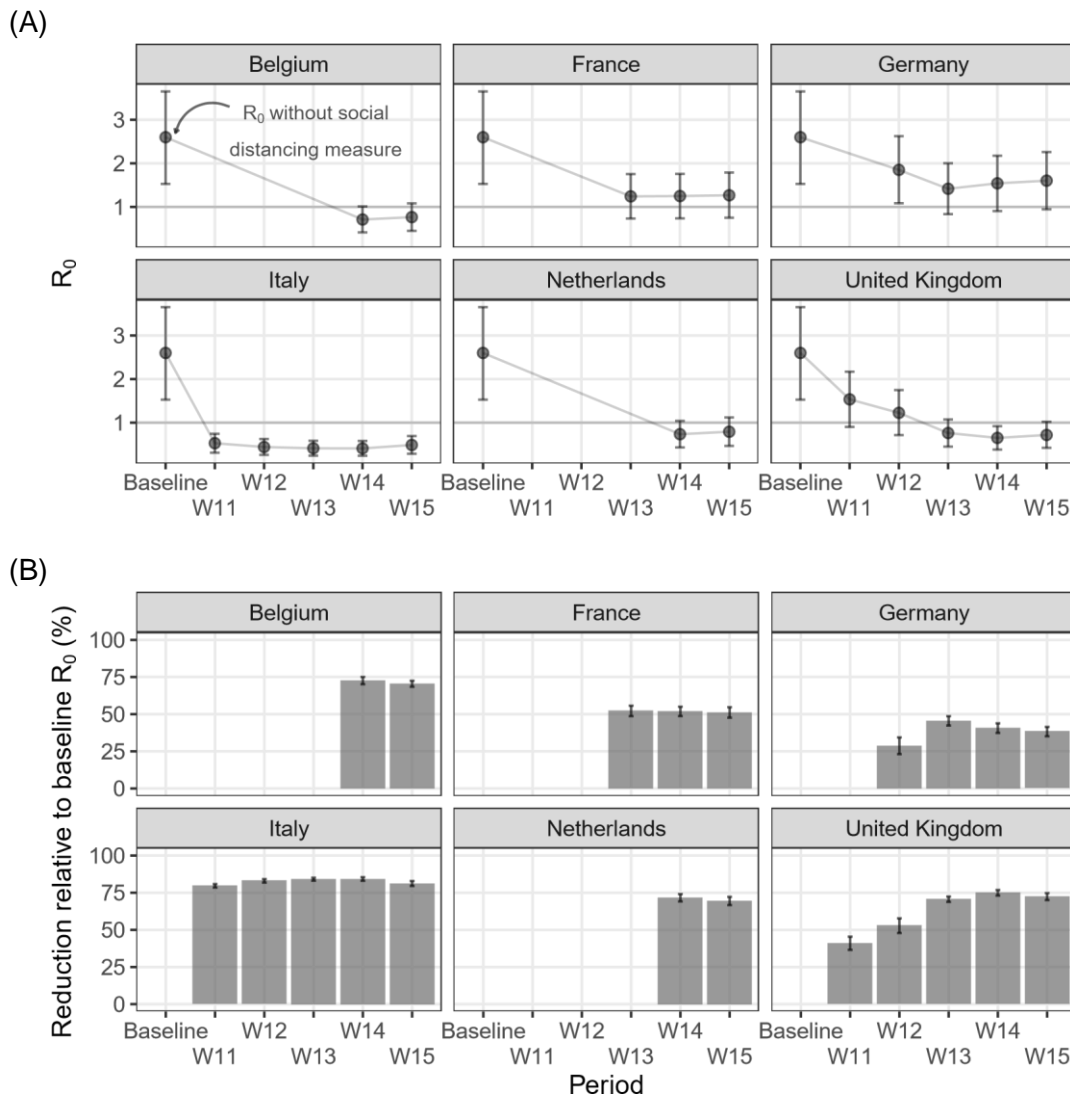 (A)
Belgium France Germany
R₀ without social
distancing measure
3
2
1
R₀
Italy Netherlands United Kingdom
3
2
1
Baseline W12 W14 Baseline W12 W14 Baseline W12 W14
W11 W13 W15 W11 W13 W15 W11 W13 W15
(B)
Reduction relative to baseline R₀ (%)
Belgium France Germany
100
75
50
25
0
Italy Netherlands United Kingdom
100
75
50
25
0
Baseline W12 W14 Baseline W12 W14 Baseline W12 W14
W11 W13 W15 W11 W13 W15 W11 W13 W15
Period